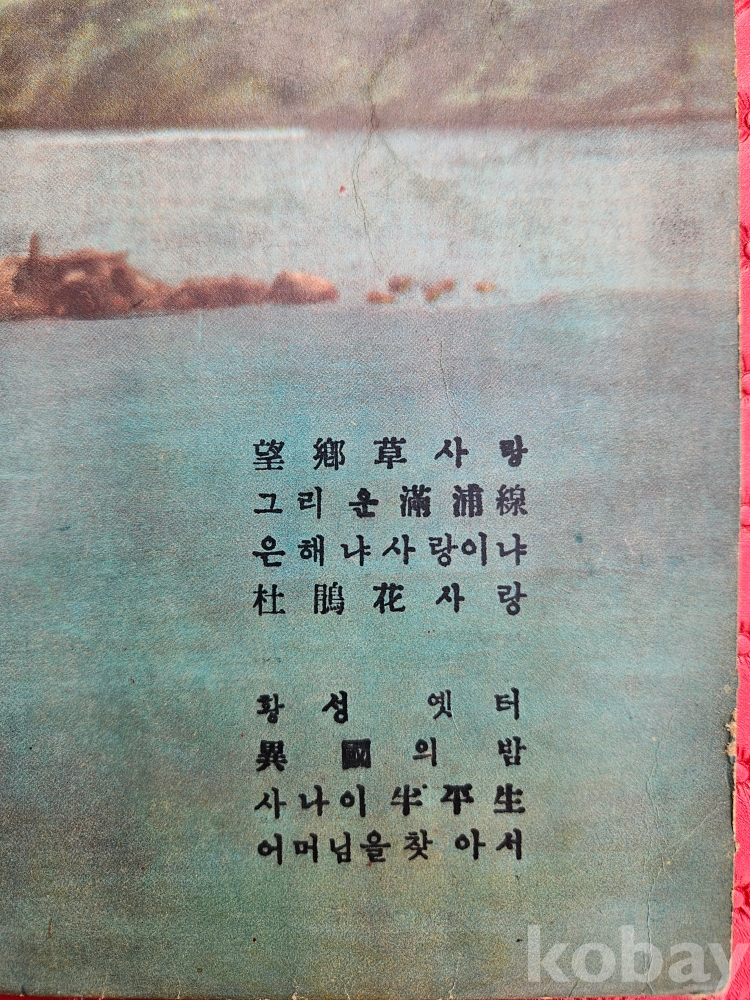 望鄕草사랑
그리운滿浦線
은해냐사랑이냐
杜鵑花사랑
황성 옛터
異國의밤
사나이半平生
어머님을찾아서
kobay